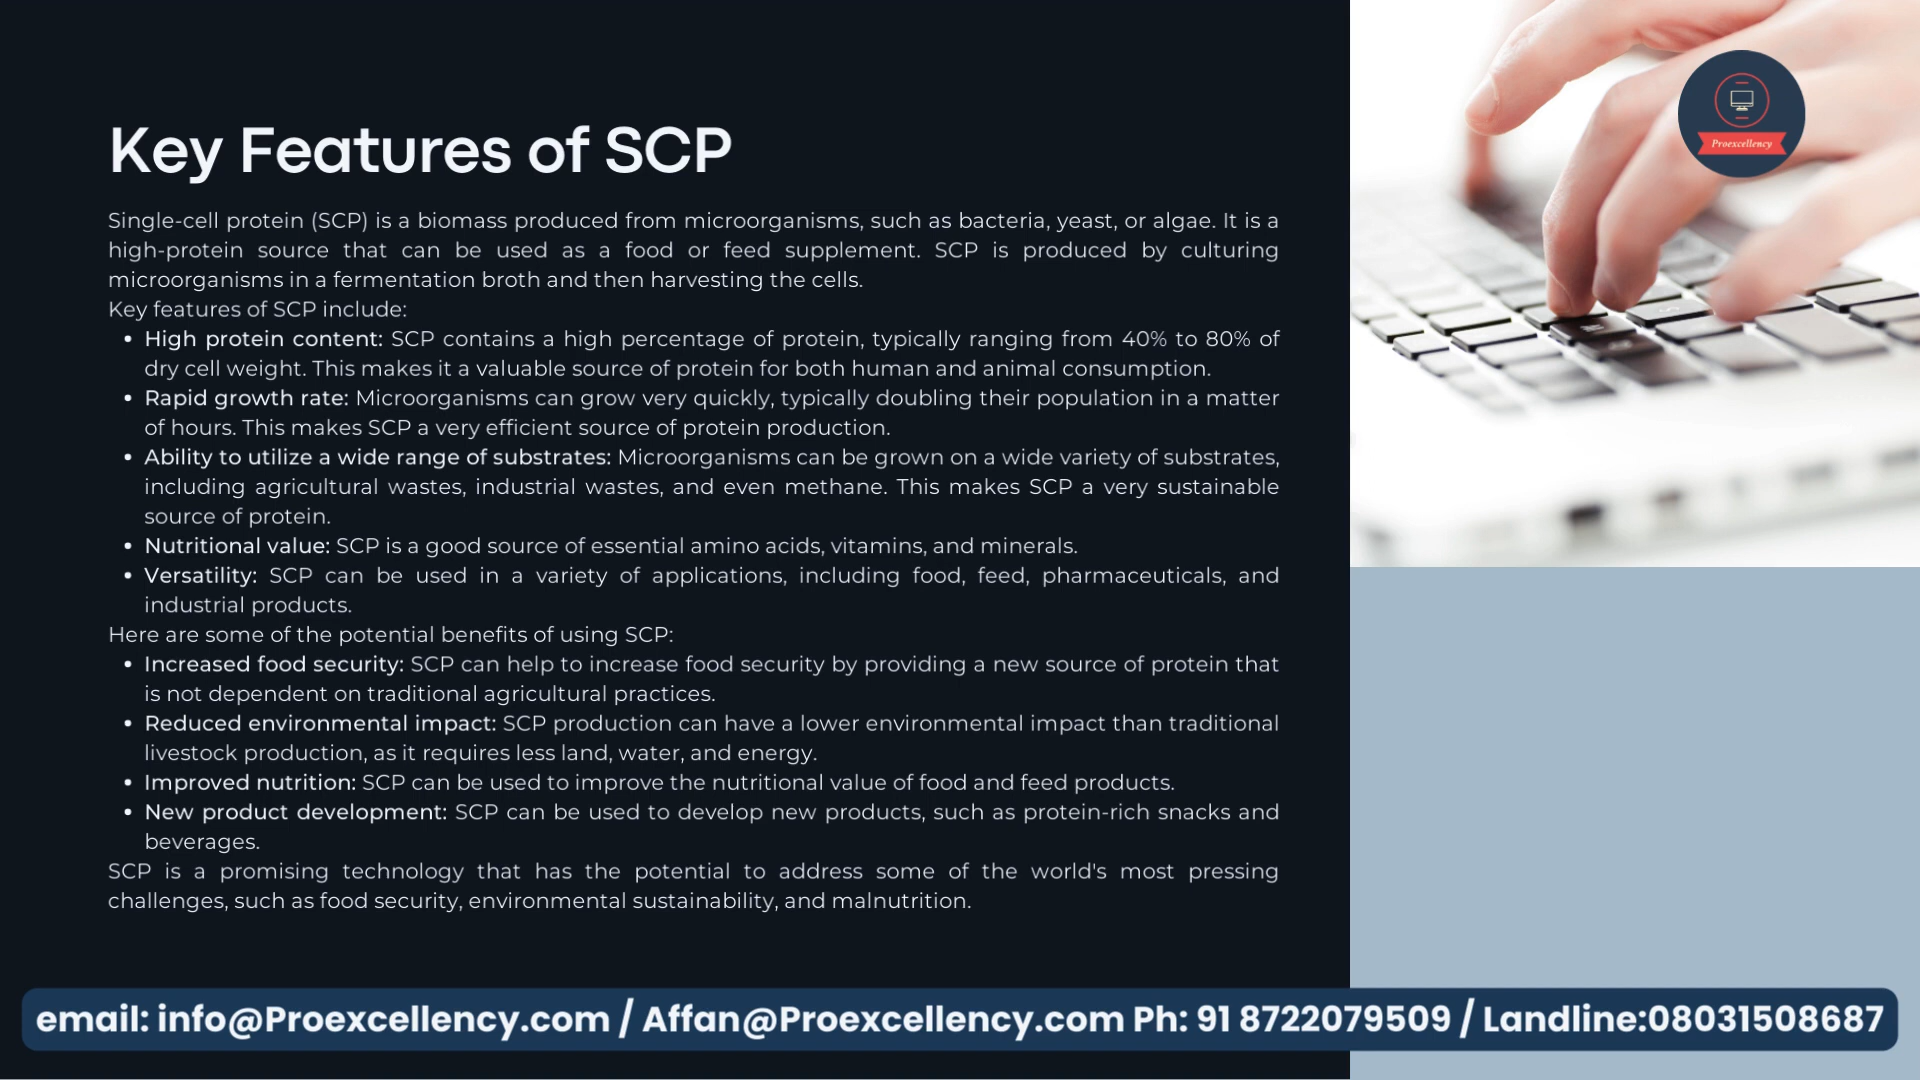 Proexcellency
Key Features of SCP
Single-cell protein (SCP) is a biomass produced from microorganisms, such as bacteria, yeast, or algae. It is a
high-protein source that can be used as a food or feed supplement. SCP is produced by culturing
microorganisms in a fermentation broth and then harvesting the cells.
Key features of SCP include:
• High protein content: SCP contains a high percentage of protein, typically ranging from 40% to 80% of
dry cell weight. This makes it a valuable source of protein for both human and animal consumption.
• Rapid growth rate: Microorganisms can grow very quickly, typically doubling their population in a matter
of hours. This makes SCP a very efficient source of protein production.
• Ability to utilize a wide range of substrates: Microorganisms can be grown on a wide variety of substrates,
including agricultural wastes, industrial wastes, and even methane. This makes SCP a very sustainable
source of protein.
• Nutritional value: SCP is a good source of essential amino acids, vitamins, and minerals.
• Versatility: SCP can be used in a variety of applications, including food, feed, pharmaceuticals, and
industrial products.
Here are some of the potential benefits of using SCP:
• Increased food security: SCP can help to increase food security by providing a new source of protein that
is not dependent on traditional agricultural practices.
• Reduced environmental impact: SCP production can have a lower environmental impact than traditional
livestock production, as it requires less land, water, and energy.
• Improved nutrition: SCP can be used to improve the nutritional value of food and feed products.
• New product development: SCP can be used to develop new products, such as protein-rich snacks and
beverages.
SCP is a promising technology that has the potential to address some of the world's most pressing
challenges, such as food security, environmental sustainability, and malnutrition.
email: info@Proexcellency.com / Affan@Proexcellency.com Ph: 91 8722079509 / Landline:08031508687